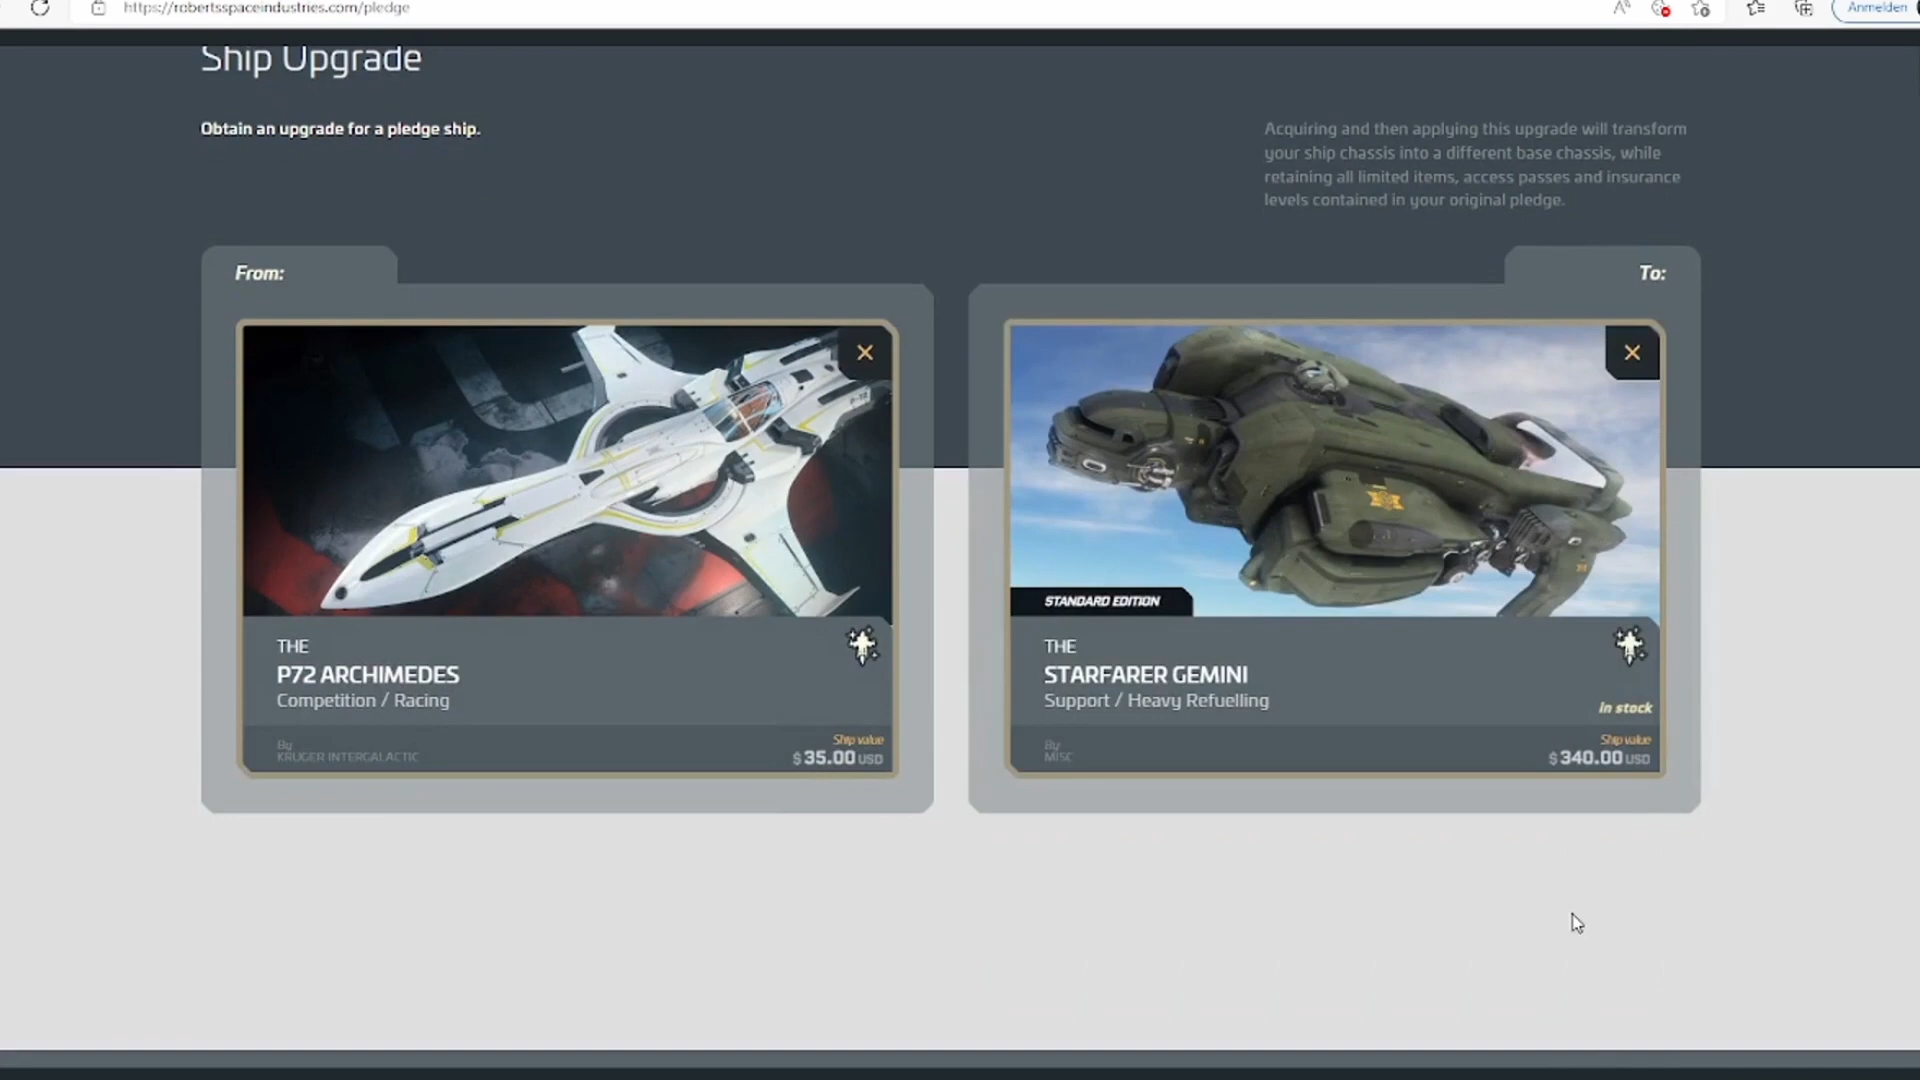 https://robertsspaceindustries.com/pledge
Anmelden
Ship Upgrade
Obtain an upgrade for a pledge ship.
Acquiring and then applying this upgrade will transform
your ship chassis into a different base chassis, while
retaining all limited items, access passes and insurance
levels contained in your original pledge.
From:
To:
STANDARD EDITION
THE
P72 ARCHIMEDES
Competition / Racing
By
KRUGER INTERGALACTIC
Ship value
$ 35.00 USD
THE
STARFARER GEMINI
Support / Heavy Refuelling
In stock
By
MISC
Ship value
$ 340.00 USD